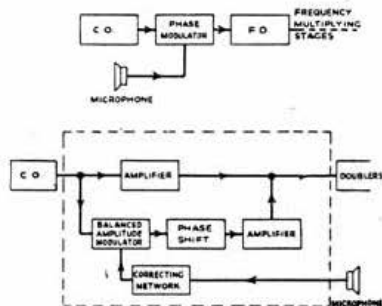 C.O.
PHASE
MODULATOR
F.D.
FREQUENCY
MULTIPLYING
STAGES
MICROPHONE
C.O.
AMPLIFIER
DOUBLERS
BALANCED
AMPLITUDE
MODULATOR
PHASE
SHIFT
AMPLIFIER
CORRECTING
NETWORK
MICROPHONE